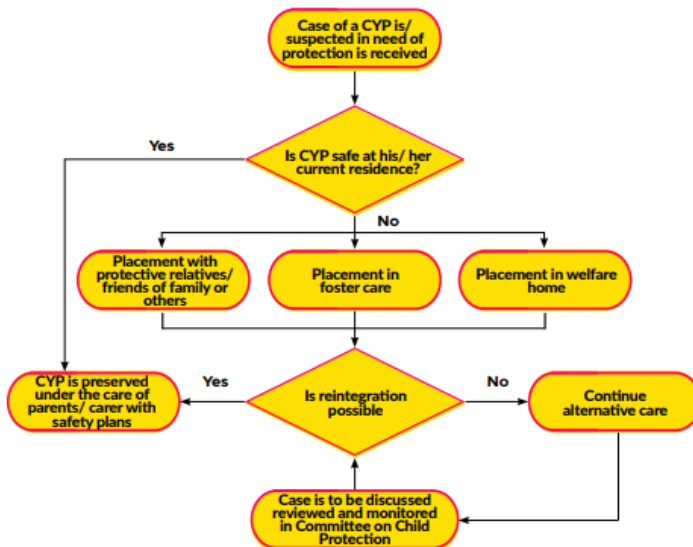 Case of a CYP is/
suspected in need of
protection is received
Yes
Is CYP safe at his/ her
current residence?
No
Placement with
protective relatives/
friends of family or
others
Placement in
foster care
Placement in welfare
home
CYP is preserved
under the care of
parents/ carer with
safety plans
Yes
Is reintegration
possible
No
Continue
alternative care
Case is to be discussed
reviewed and monitored
in Committee on Child
Protection